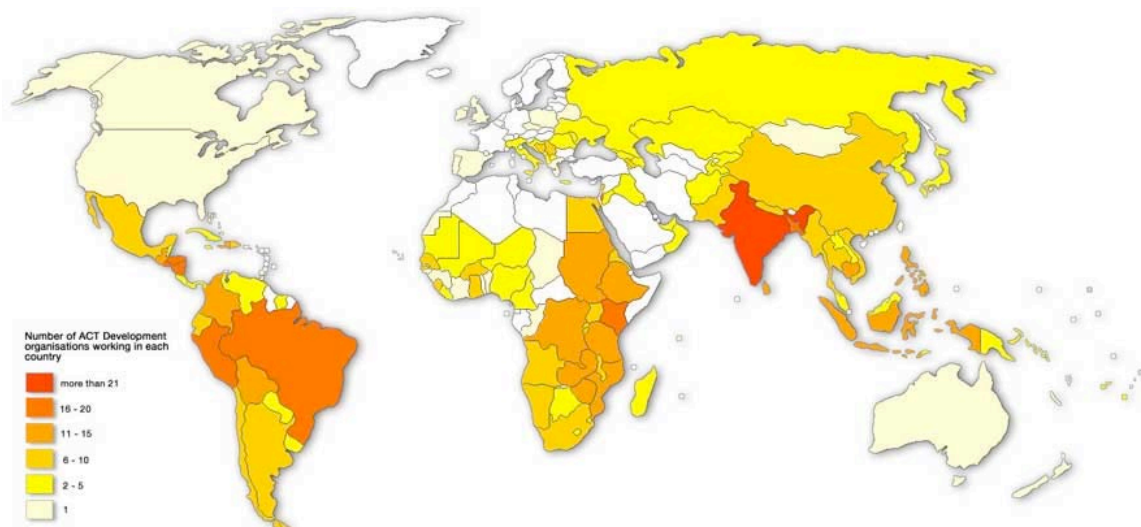 Number of ACT Development
organisations working in each
country
more than 21
16 - 20
11 - 15
6 - 10
2 - 5
1